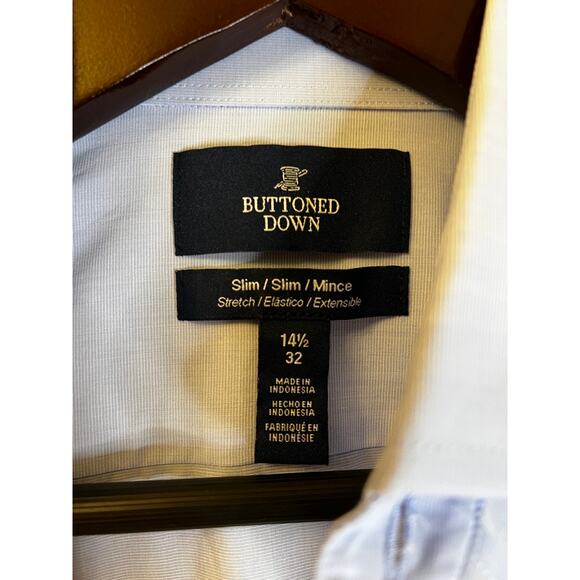 BUTTONED
DOWN
Slim / Slim / Mince
Stretch / Elástico / Extensible
14½
32
MADE IN
INDONESIA
HECHO EN
INDONESIA
FABRIQUÉ EN
INDONÉSIE